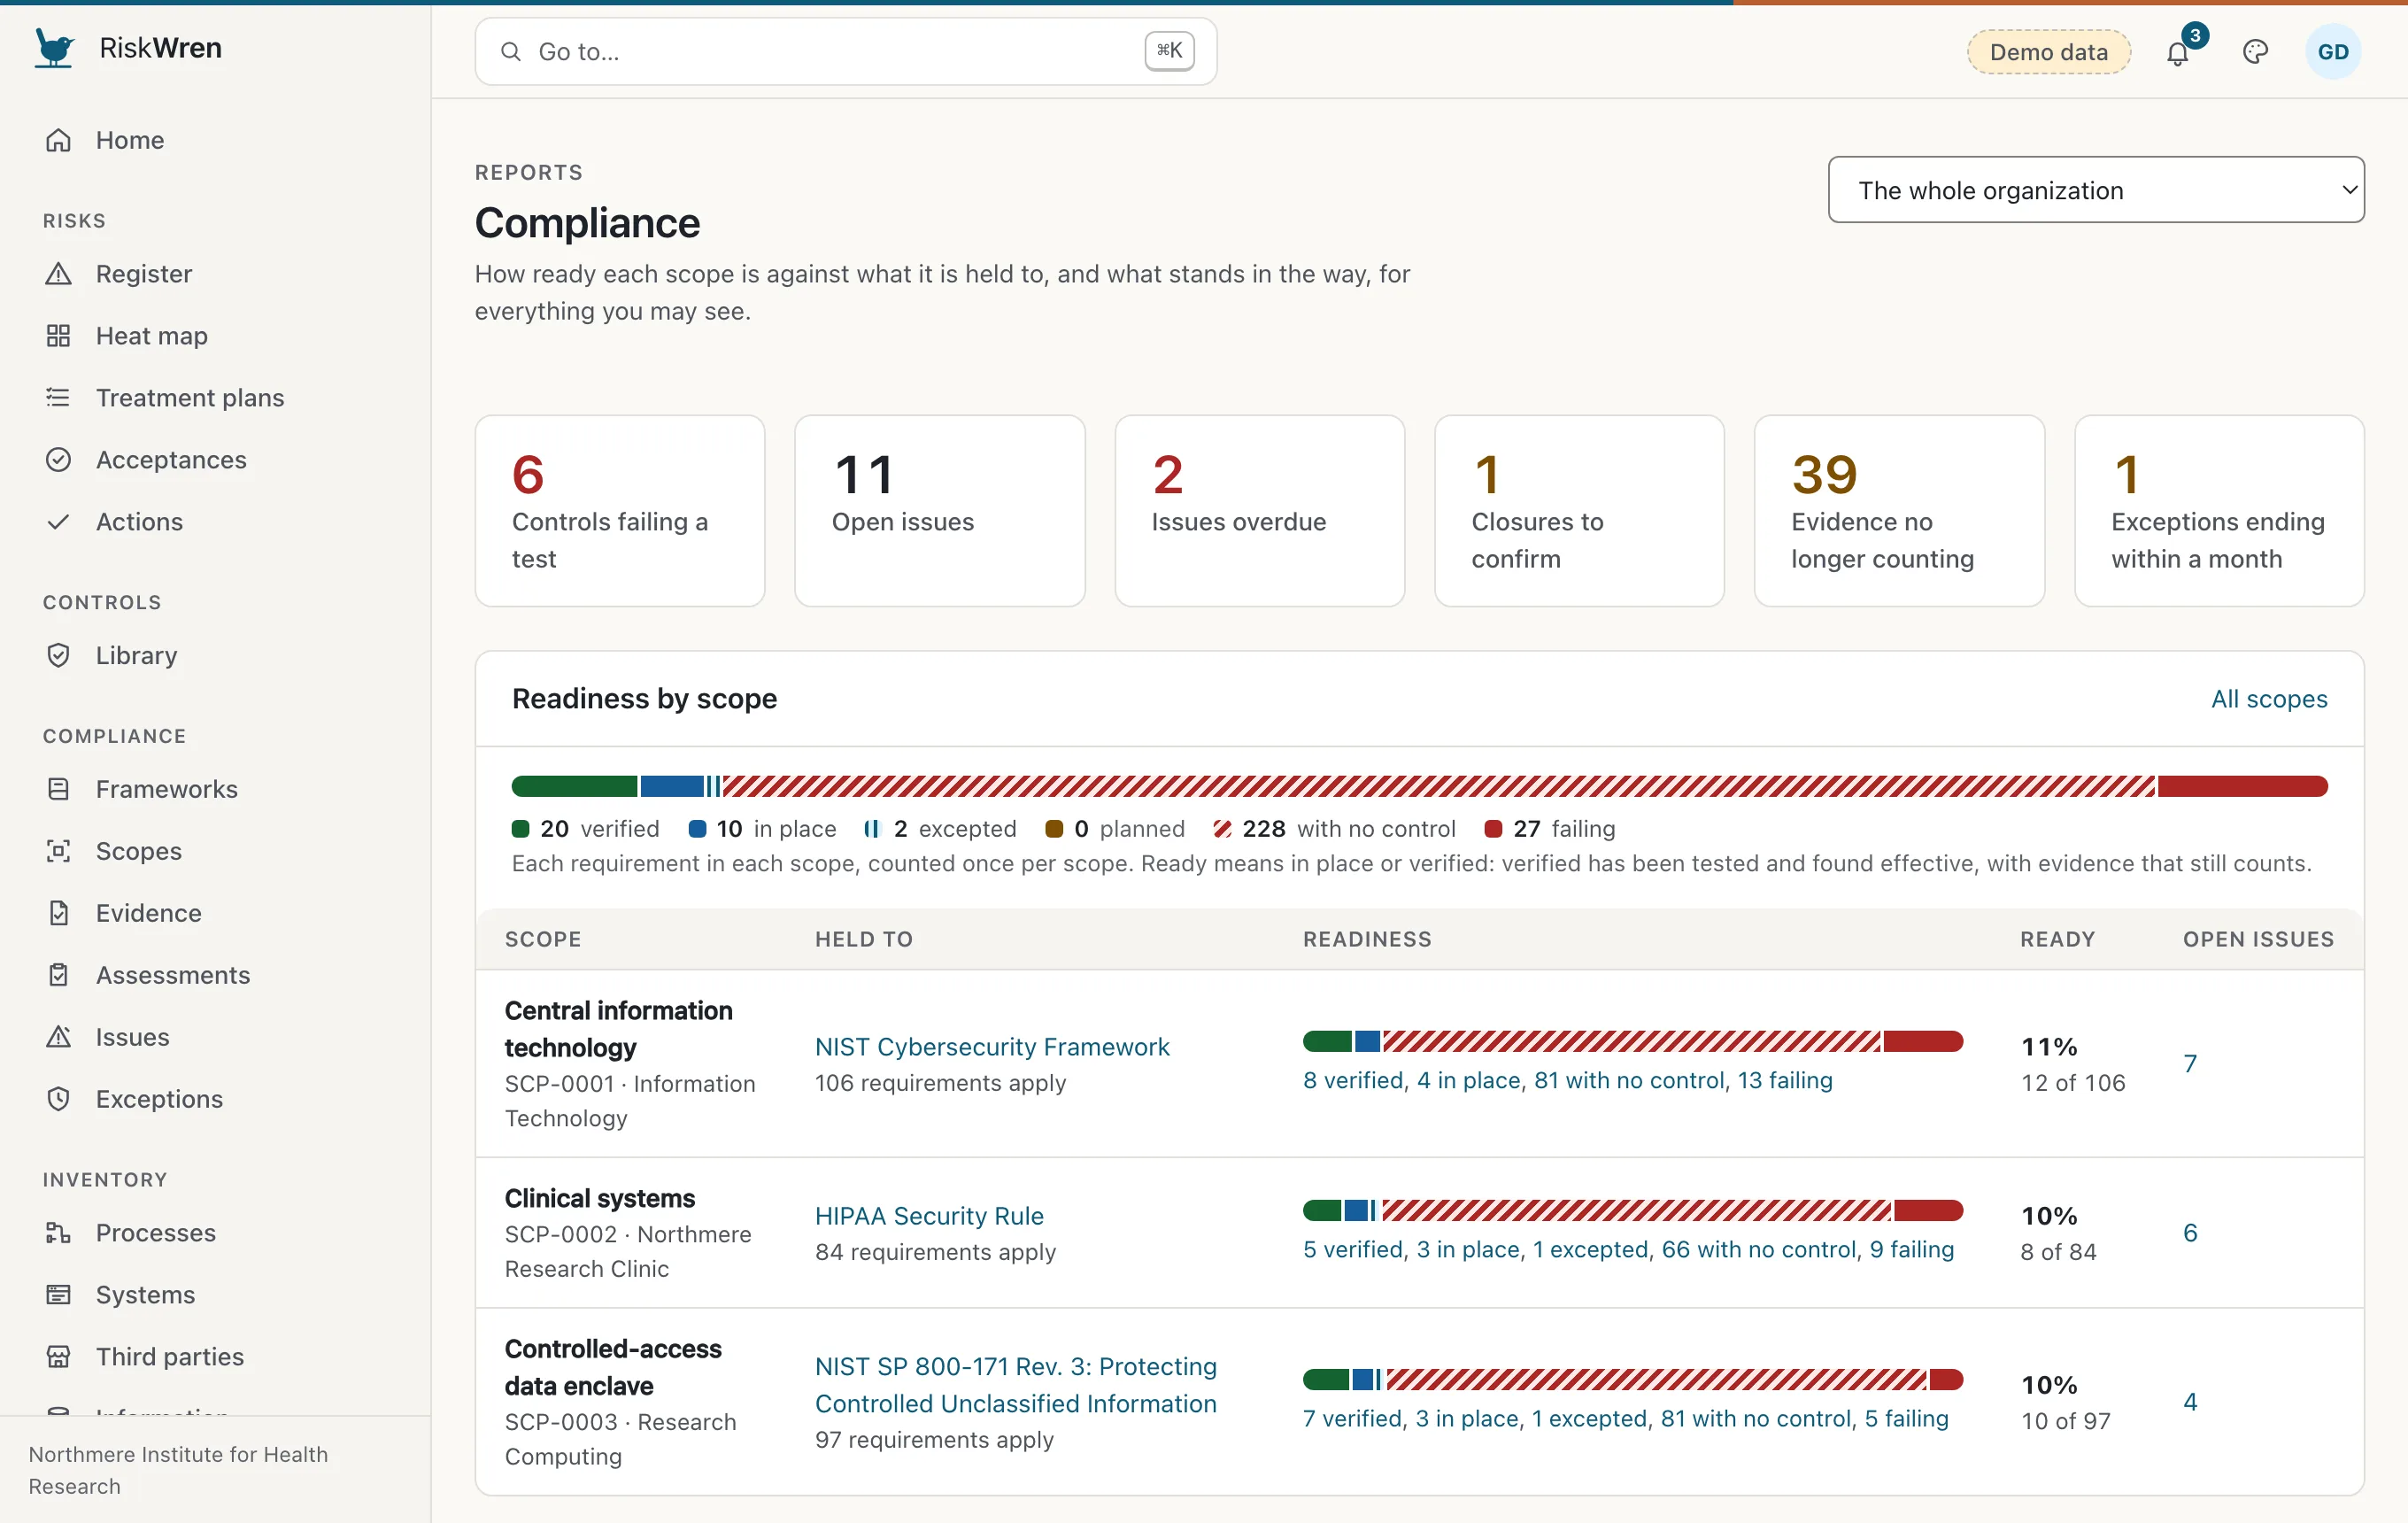 RiskWren
Go to...
⌘K
Demo data
3
GD
Home
RISKS
Register
Heat map
Treatment plans
Acceptances
Actions
CONTROLS
Library
COMPLIANCE
Frameworks
Scopes
Evidence
Assessments
Issues
Exceptions
INVENTORY
Processes
Systems
Third parties
Information
Northmere Institute for Health
Research
REPORTS
Compliance
How ready each scope is against what it is held to, and what stands in the way, for
everything you may see.
The whole organization
6
Controls failing a
test
11
Open issues
2
Issues overdue
1
Closures to
confirm
39
Evidence no
longer counting
1
Exceptions ending
within a month
Readiness by scope
All scopes
20 verified 10 in place 2 excepted 0 planned 228 with no control 27 failing
Each requirement in each scope, counted once per scope. Ready means in place or verified: verified has been tested and found effective, with evidence that still counts.
SCOPE HELD TO READINESS READY OPEN ISSUES
Central information
technology
SCP-0001 · Information
Technology
NIST Cybersecurity Framework
106 requirements apply
8 verified, 4 in place, 81 with no control, 13 failing
11%
12 of 106
7
Clinical systems
SCP-0002 · Northmere
Research Clinic
HIPAA Security Rule
84 requirements apply
5 verified, 3 in place, 1 excepted, 66 with no control, 9 failing
10%
8 of 84
6
Controlled-access
data enclave
SCP-0003 · Research
Computing
NIST SP 800-171 Rev. 3: Protecting
Controlled Unclassified Information
97 requirements apply
7 verified, 3 in place, 1 excepted, 81 with no control, 5 failing
10%
10 of 97
4